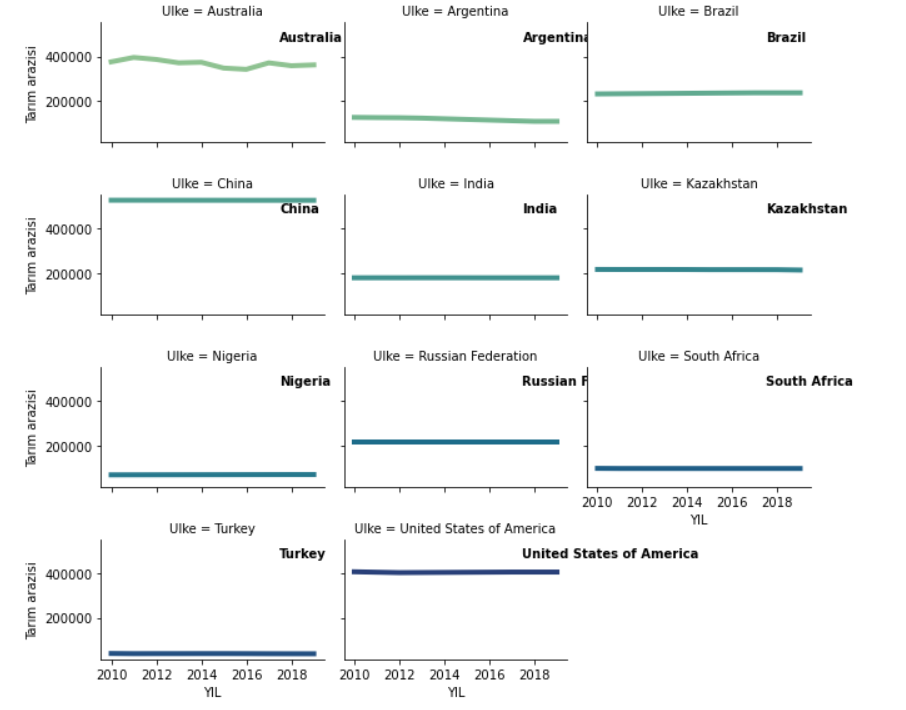 Ulke = Australia
Ulke = Argentina
Ulke = Brazil
Australia
Argentina
Brazil
Tarım arazisi
400000
200000
Ulke = China
Ulke = India
Ulke = Kazakhstan
China
India
Kazakhstan
Tarım arazisi
400000
200000
Ulke = Nigeria
Ulke = Russian Federation
Ulke = South Africa
Nigeria
Russian F
South Africa
Tarım arazisi
400000
200000
2010 2012 2014 2016 2018
YIL
Ulke = Turkey
Ulke = United States of America
Turkey
United States of America
Tarım arazisi
400000
200000
2010 2012 2014 2016 2018
YIL
2010 2012 2014 2016 2018
YIL